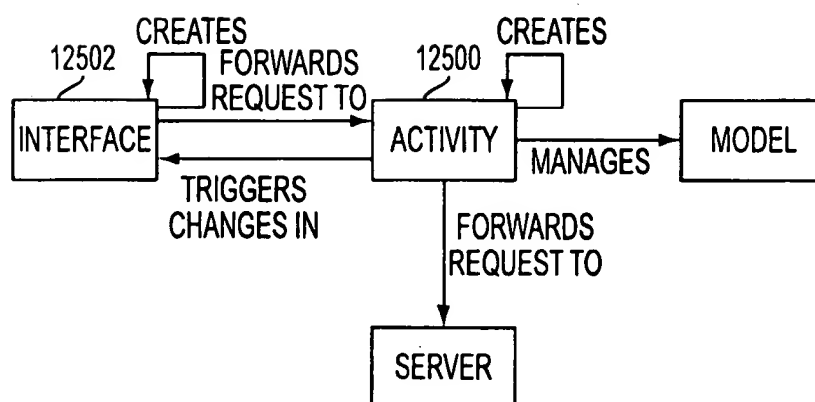 CREATES
12502
FORWARDS
REQUEST TO
12500
CREATES
INTERFACE
ACTIVITY
MODEL
MANAGES
TRIGGERS
CHANGES IN
FORWARDS
REQUEST TO
SERVER